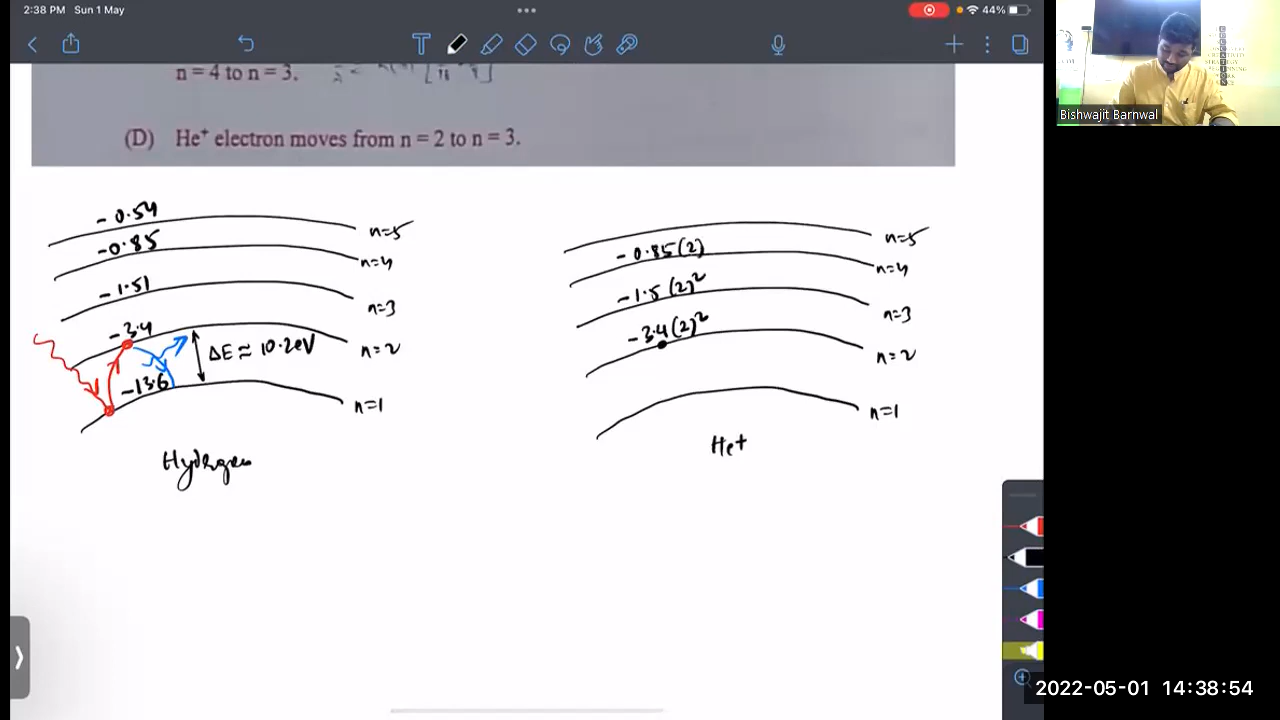 2:38 PM Sun 1 May
44%
n = 4 to n = 3.
(D) He+ electron moves from n = 2 to n = 3.
Bishwajit Barnwal
-0.54
n=5
-0.85
n=4
-1.51
n=3
-3.4
n=2
ΔE ≈ 10.2eV
-13.6
n=1
Hydrogen
n=5
-0.85(2)
n=4
-1.5(2)²
n=3
-3.4(2)²
n=2
n=1
He+
2022-05-01 14:38:54